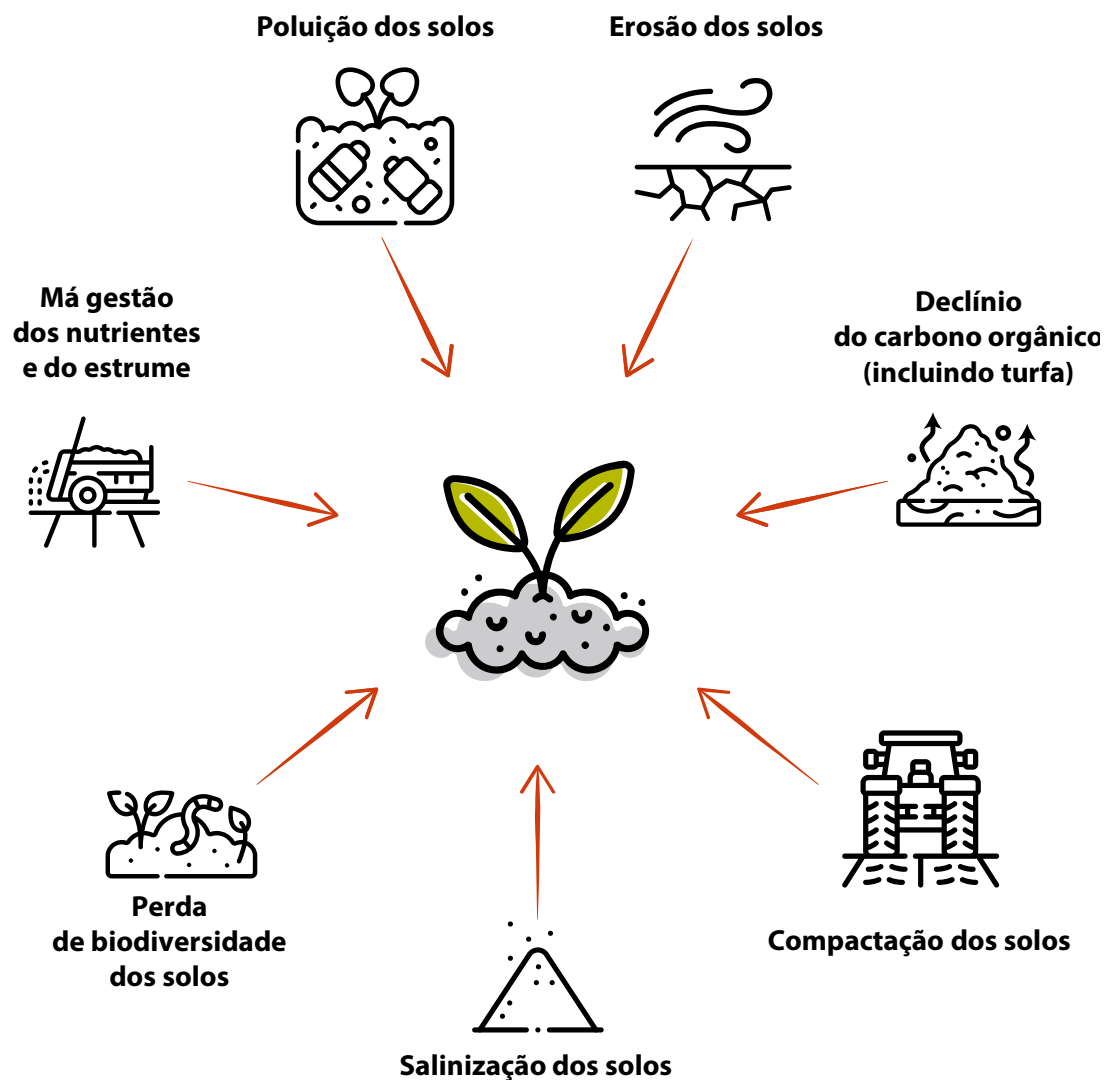 Poluição dos solos
Erosão dos solos
Má gestão
dos nutrientes
e do estrume
Declínio
do carbono orgânico
(incluindo turfa)
Perda
de biodiversidade
dos solos
Compactação dos solos
Salinização dos solos